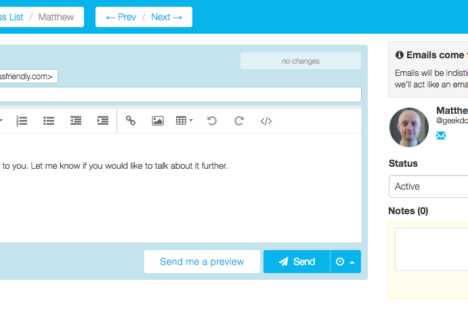 ss List / Matthew
← Prev / Next →
no changes
ssfriendly.com>
to you. Let me know if you would like to talk about it further.
Send me a preview
Send
Emails come
Emails will be indisti
we'll act like an ema
Matthe
@geekdo
Status
Active
Notes (0)